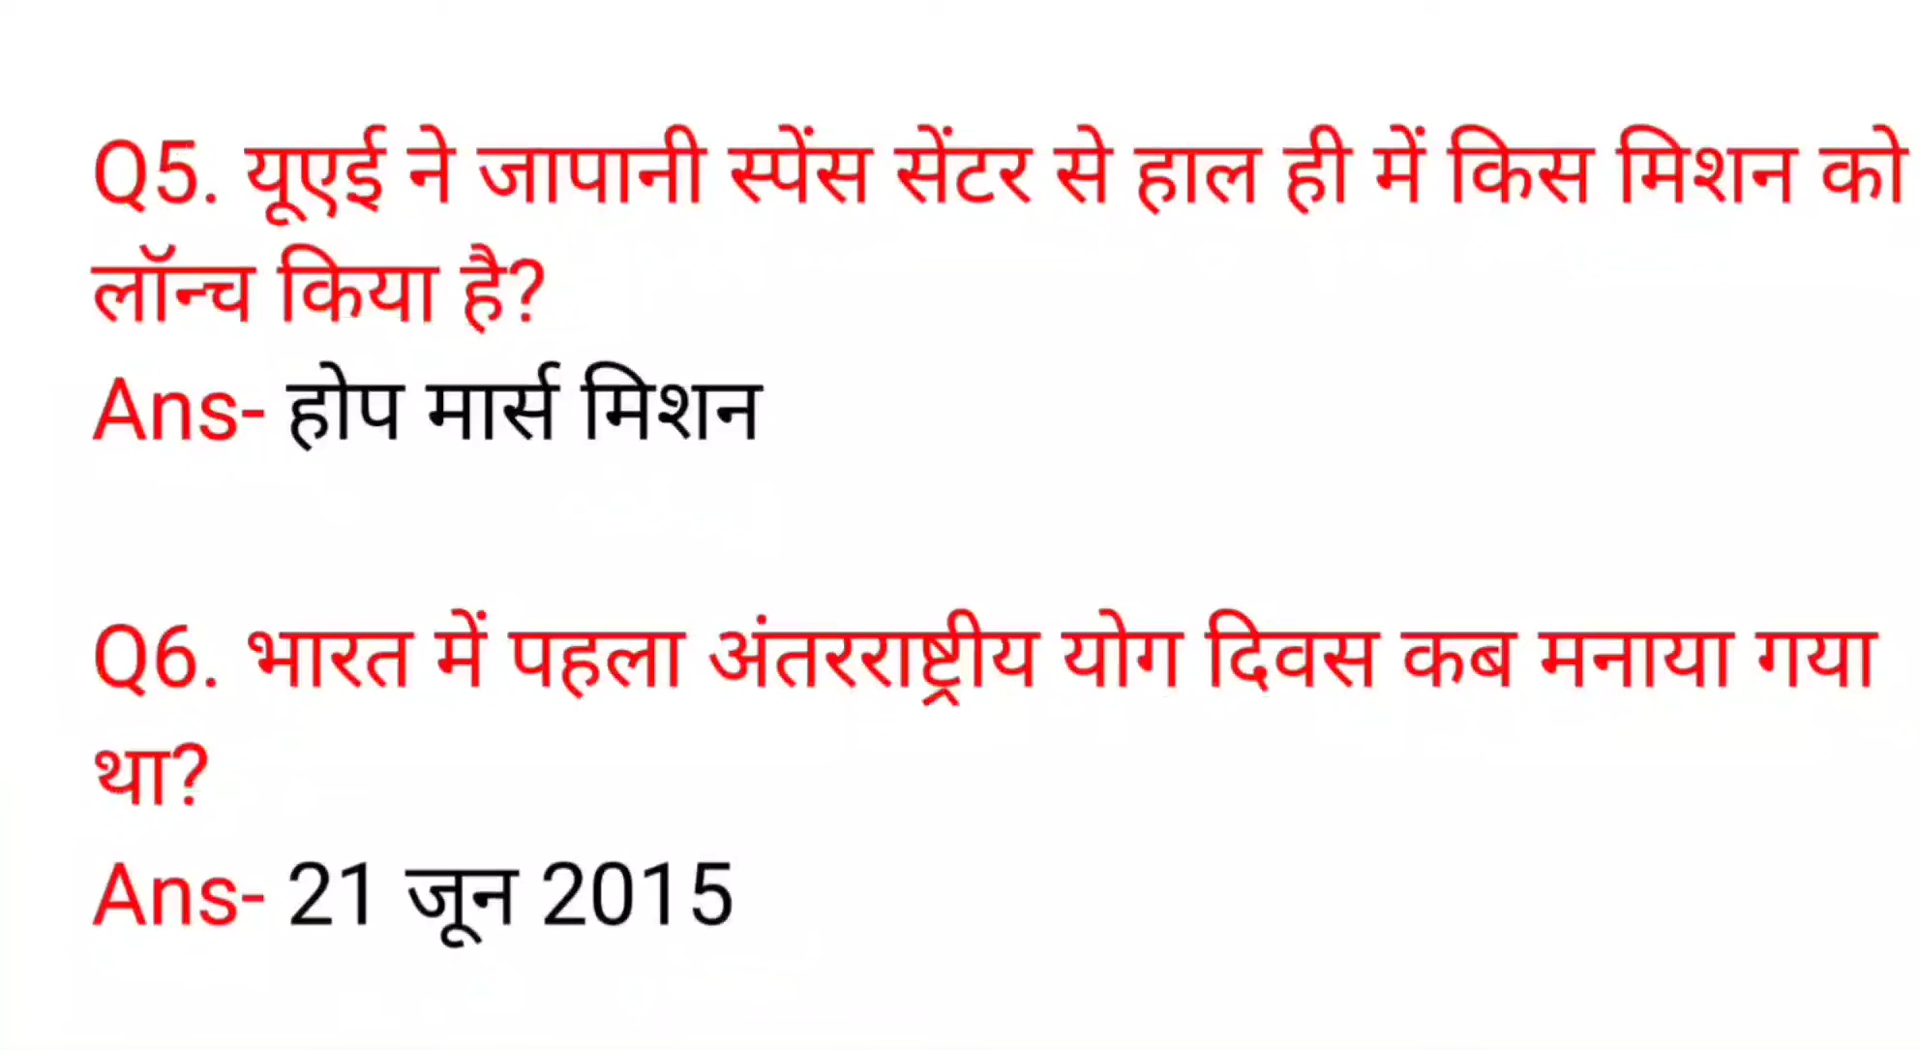 Q5. यूएई ने जापानी स्पेंस सेंटर से हाल ही में किस मिशन को
लॉन्च किया है?
Ans- होप मार्स मिशन
Q6. भारत में पहला अंतरराष्ट्रीय योग दिवस कब मनाया गया
था?
Ans- 21 जून 2015